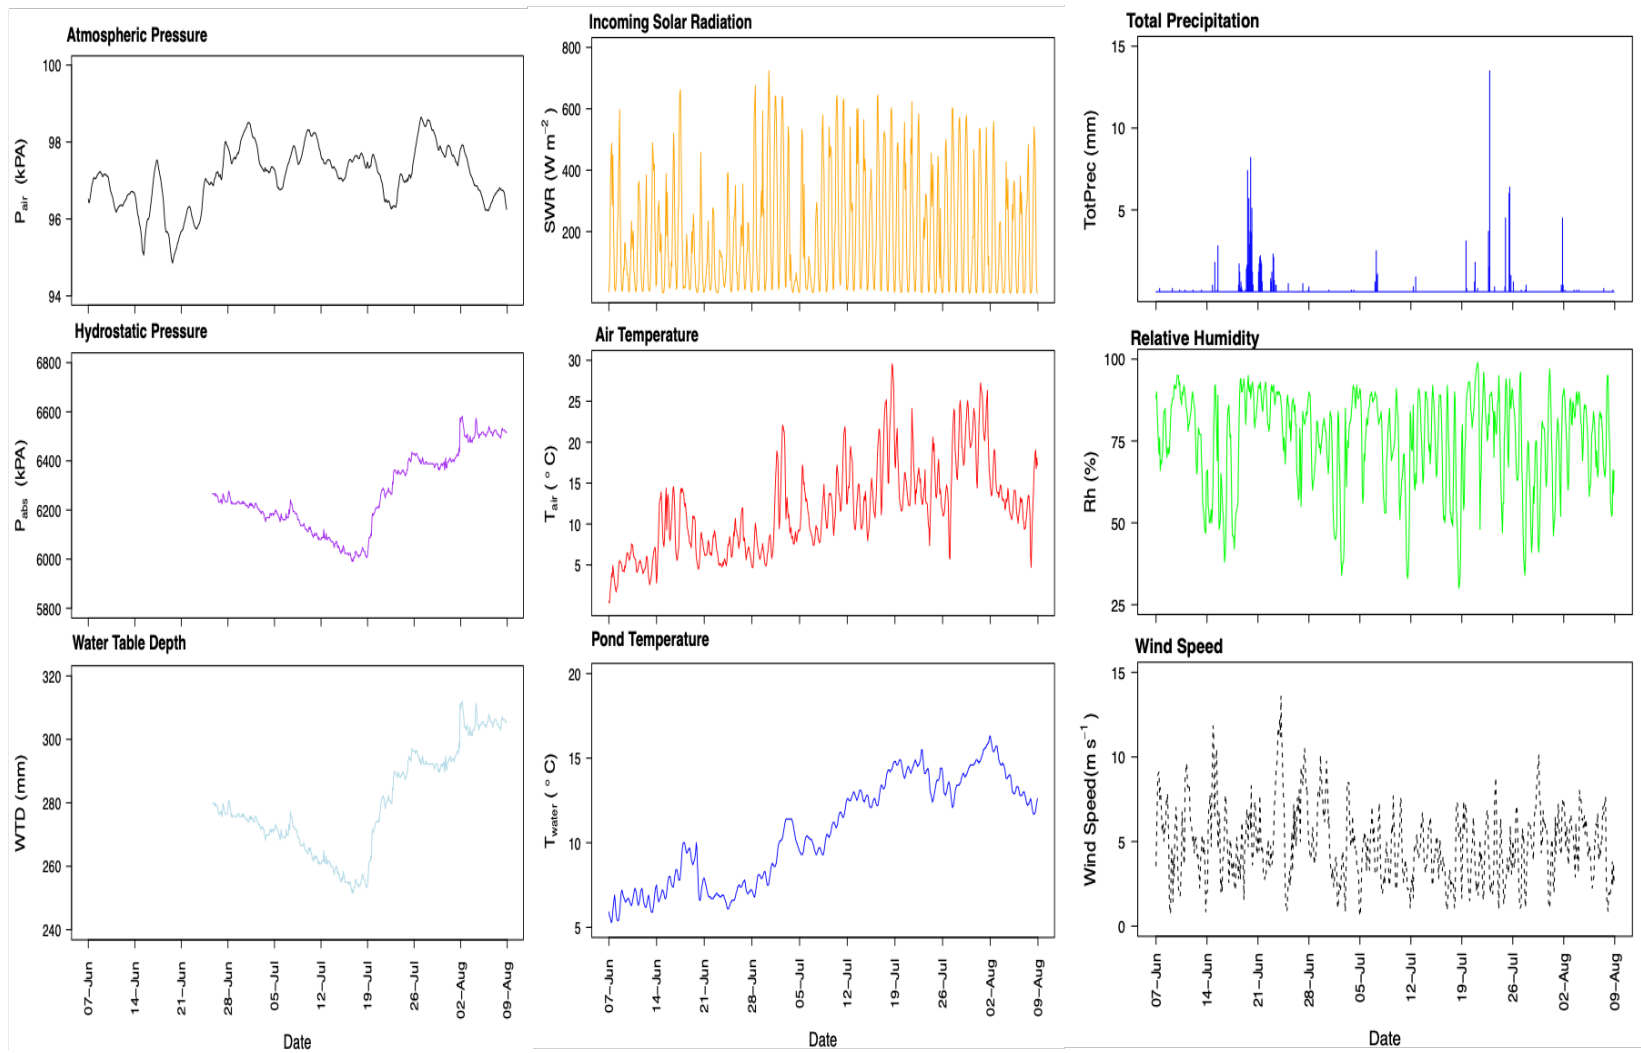 Atmospheric Pressure
100
98
96
94
P air (kPA)
Hydrostatic Pressure
6800
6600
6400
6200
6000
5800
P abs (kPA)
Water Table Depth
320
300
280
260
240
WTD (mm)
07−Jun
14−Jun
21−Jun
28−Jun
05−Jul
12−Jul
19−Jul
26−Jul
02−Aug
09−Aug
Date
Incoming Solar Radiation
800
600
400
200
SWR (W m−2)
Air Temperature
30
25
20
15
10
5
T air (°C)
Pond Temperature
20
15
10
5
T water (°C)
07−Jun
14−Jun
21−Jun
28−Jun
05−Jul
12−Jul
19−Jul
26−Jul
02−Aug
09−Aug
Date
Total Precipitation
15
10
5
TotPrec (mm)
Relative Humidity
100
75
50
25
Rh (%)
Wind Speed
15
10
5
0
Wind Speed(m s−1)
07−Jun
14−Jun
21−Jun
28−Jun
05−Jul
12−Jul
19−Jul
26−Jul
02−Aug
09−Aug
Date